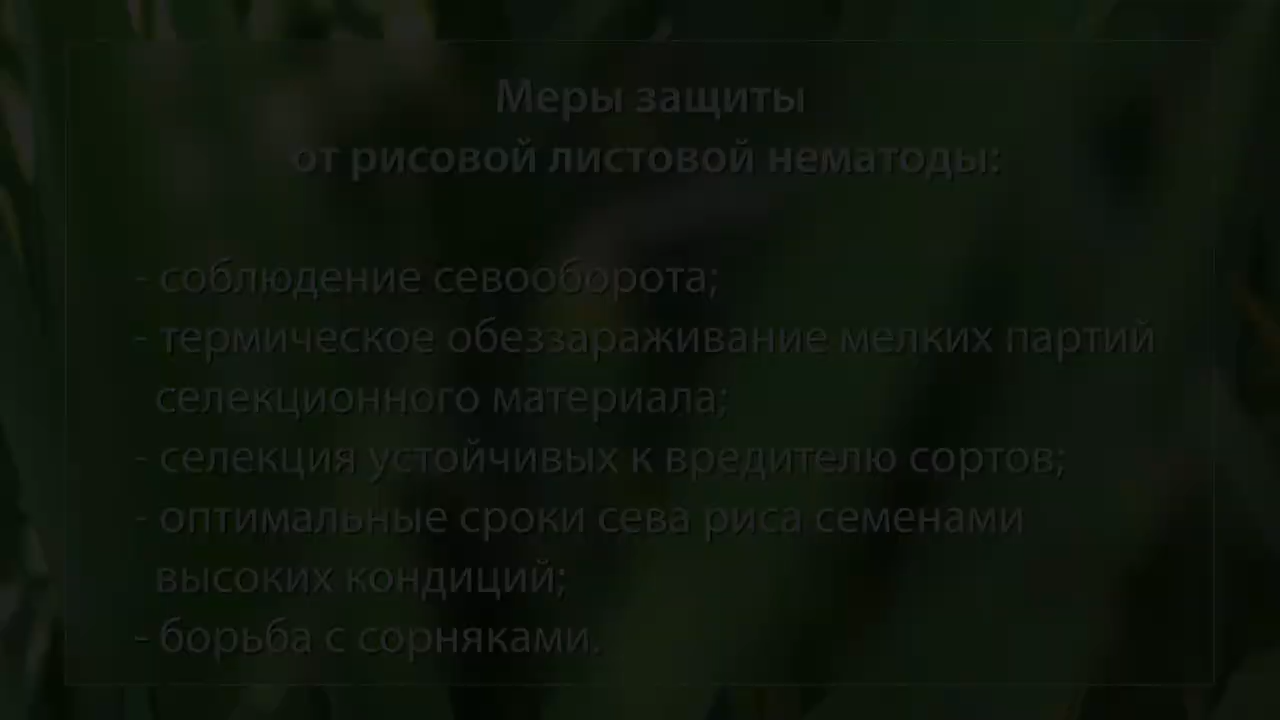 Меры защиты
от рисовой листовой нематоды:
- соблюдение севооборота;
- термическое обеззараживание мелких партий
селекционного материала;
- селекция устойчивых к вредителю сортов;
- оптимальные сроки сева риса семенами
высоких кондиций;
- борьба с сорняками.